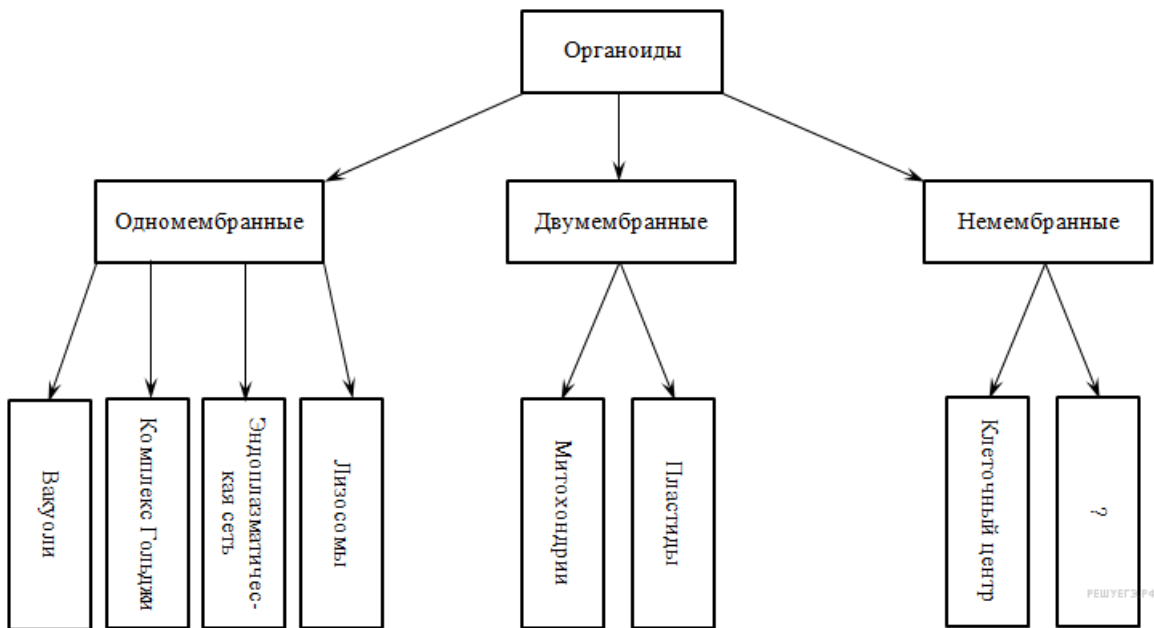 Органоиды
Одномембранные
Двумембранные
Немембранные
Вакуоли
Комплекс Гольджи
Эндоплазматичес-
кая сеть
Лизосомы
Митохондрии
Пластиды
Клеточный центр
?
РЕШУЕГЭ.РФ